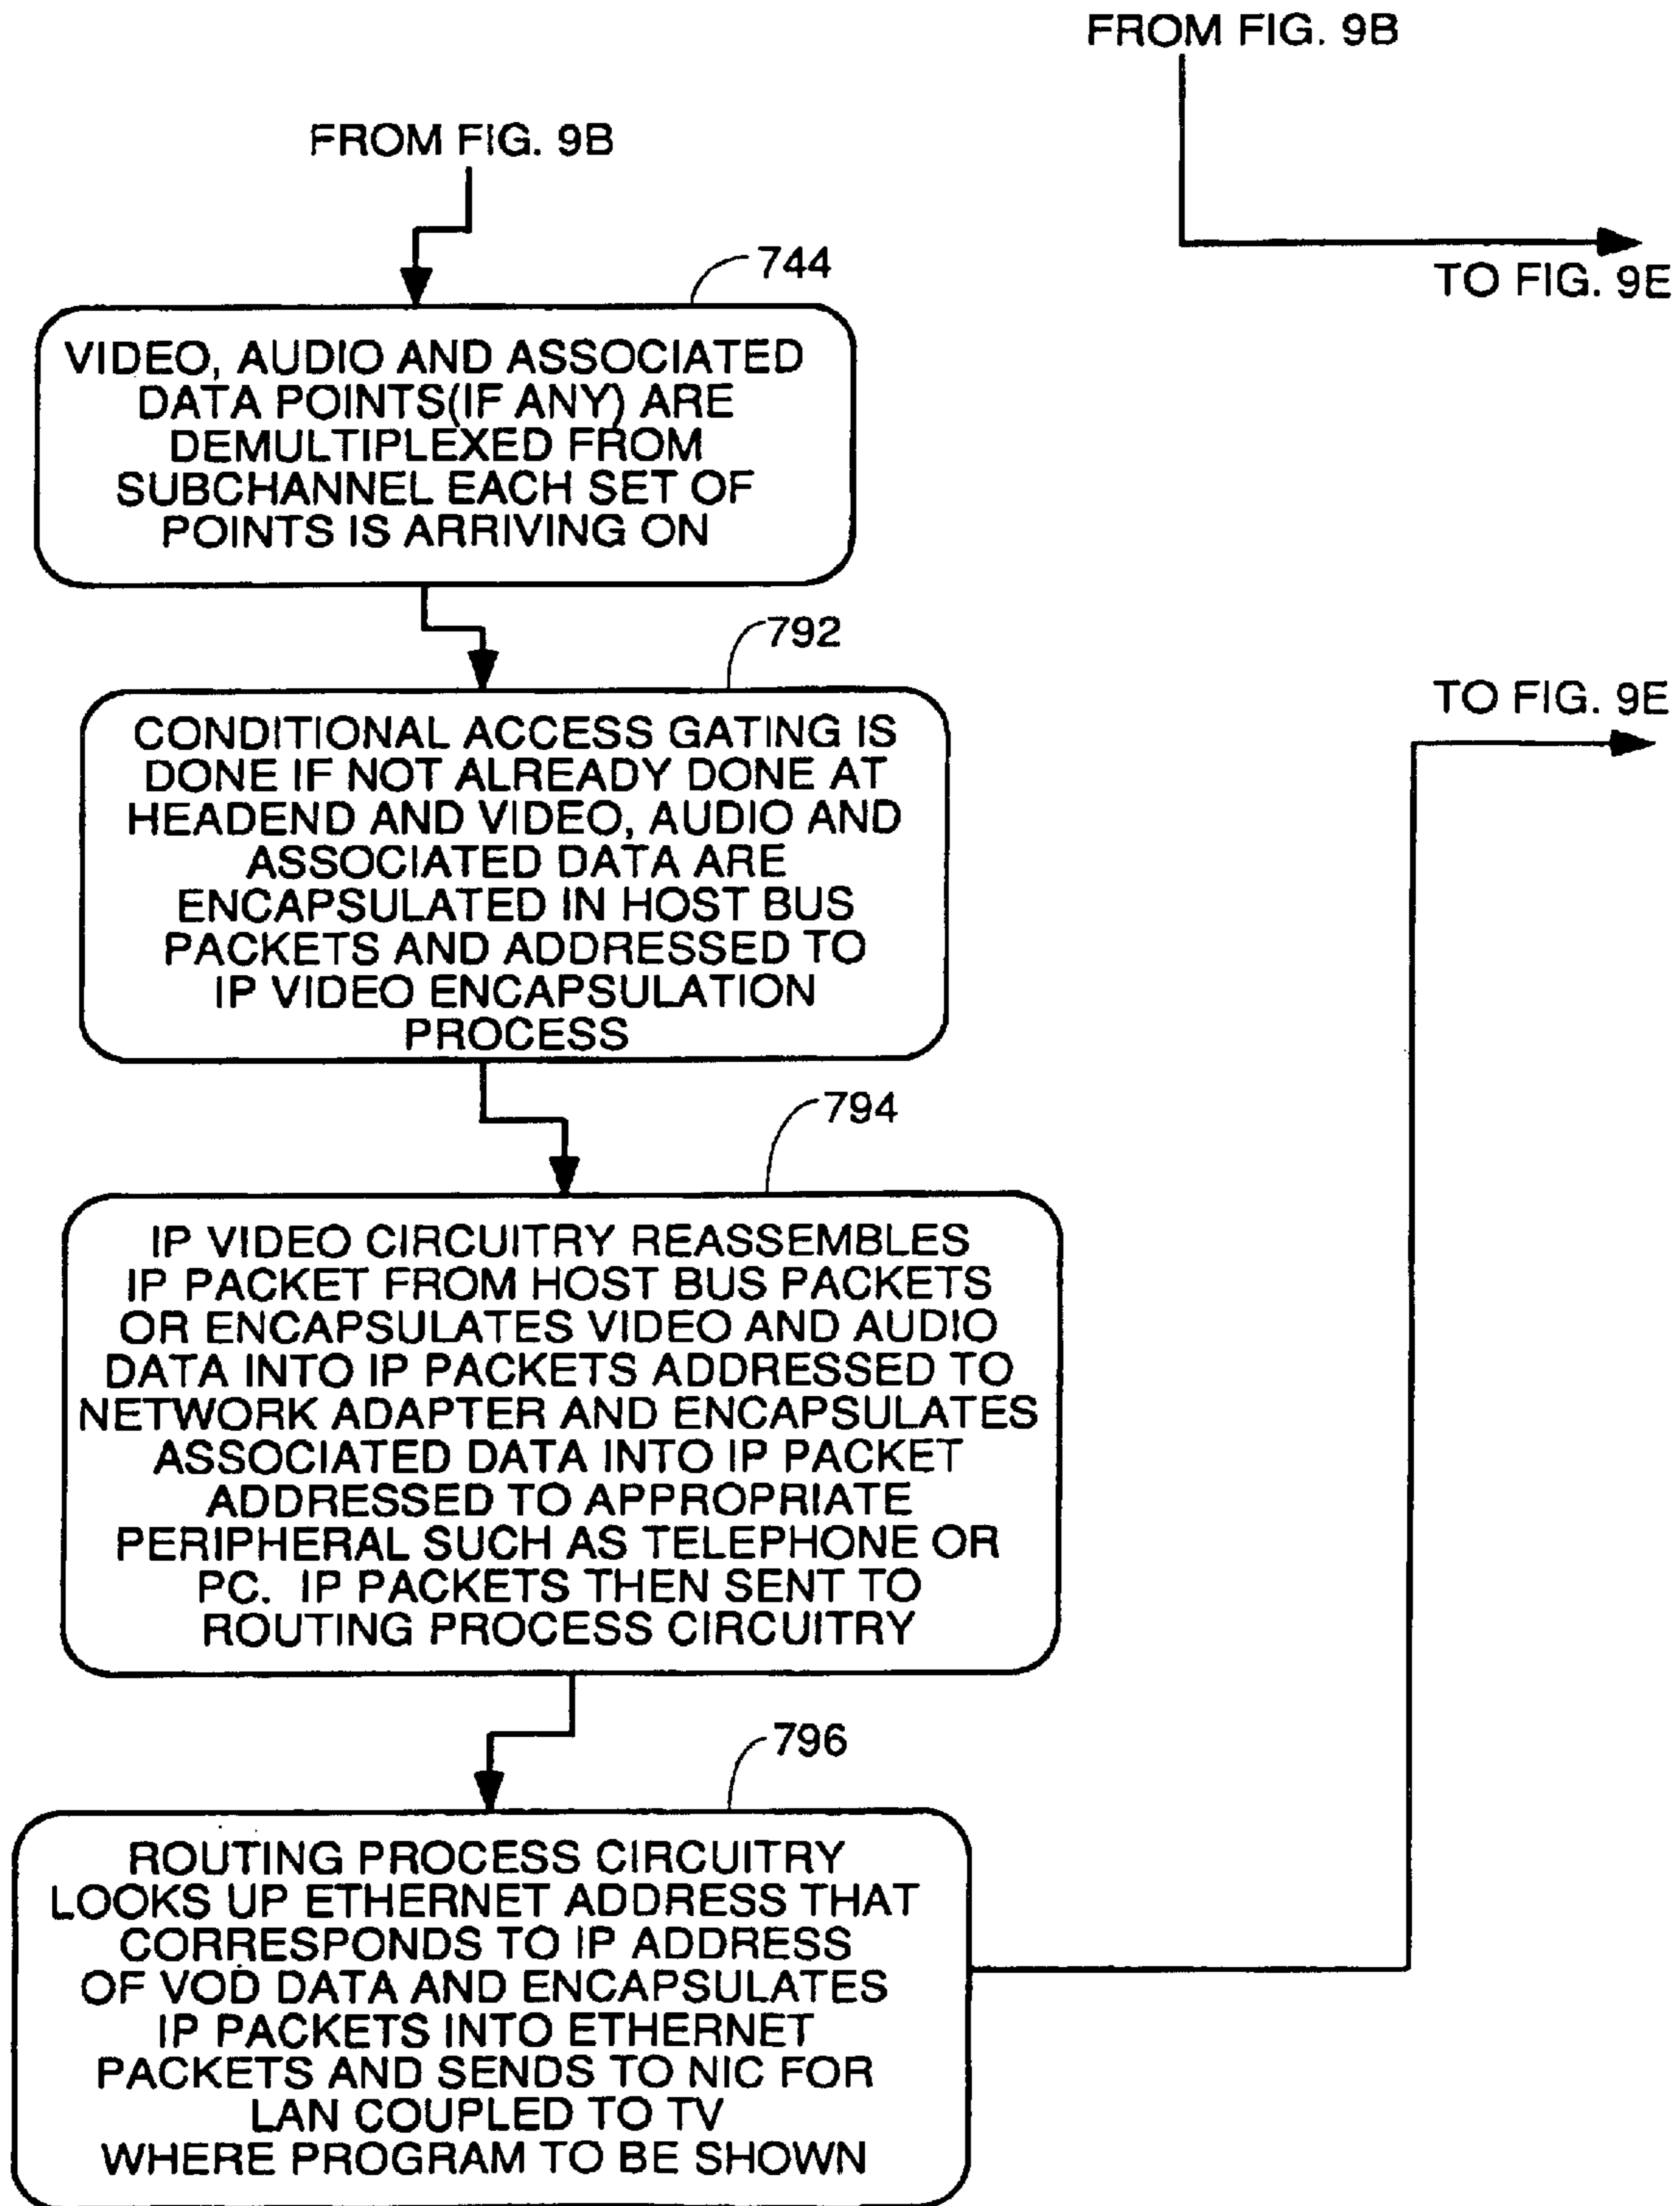 FROM FIG. 9B
TO FIG. 9E
FROM FIG. 9B
744
VIDEO, AUDIO AND ASSOCIATED
DATA POINTS(IF ANY) ARE
DEMULTIPLEXED FROM
SUBCHANNEL EACH SET OF
POINTS IS ARRIVING ON
792
CONDITIONAL ACCESS GATING IS
DONE IF NOT ALREADY DONE AT
HEADEND AND VIDEO, AUDIO AND
ASSOCIATED DATA ARE
ENCAPSULATED IN HOST BUS
PACKETS AND ADDRESSED TO
IP VIDEO ENCAPSULATION
PROCESS
794
IP VIDEO CIRCUITRY REASSEMBLES
IP PACKET FROM HOST BUS PACKETS
OR ENCAPSULATES VIDEO AND AUDIO
DATA INTO IP PACKETS ADDRESSED TO
NETWORK ADAPTER AND ENCAPSULATES
ASSOCIATED DATA INTO IP PACKET
ADDRESSED TO APPROPRIATE
PERIPHERAL SUCH AS TELEPHONE OR
PC. IP PACKETS THEN SENT TO
ROUTING PROCESS CIRCUITRY
796
ROUTING PROCESS CIRCUITRY
LOOKS UP ETHERNET ADDRESS THAT
CORRESPONDS TO IP ADDRESS
OF VOD DATA AND ENCAPSULATES
IP PACKETS INTO ETHERNET
PACKETS AND SENDS TO NIC FOR
LAN COUPLED TO TV
WHERE PROGRAM TO BE SHOWN
TO FIG. 9E